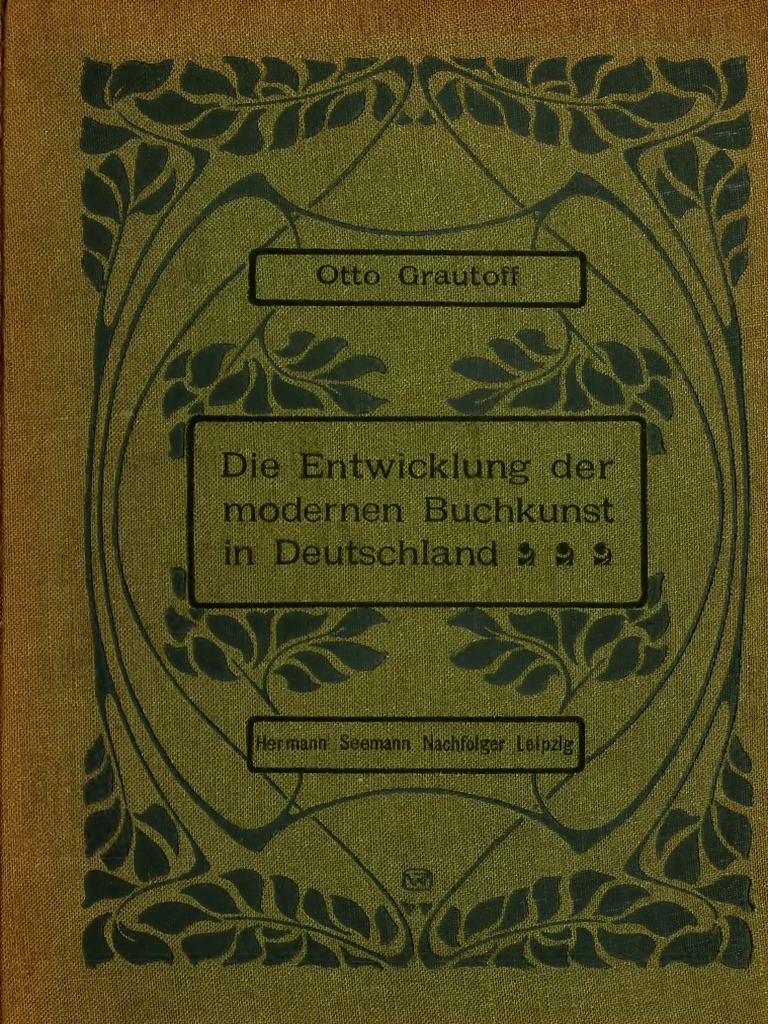 Otto Grautoff
Die Entwicklung der
modernen Buchkunst
in Deutschland
Hermann Seemann Nachfolger Leipzig